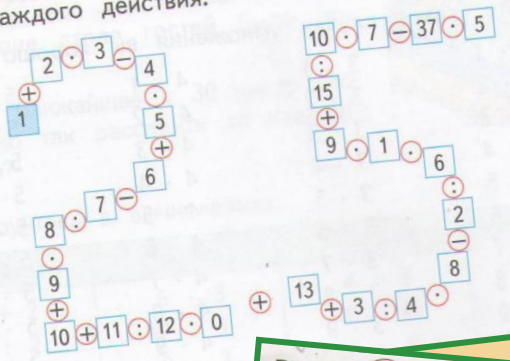 аждого действия.
2 · 3 − 4
+
·
1
5
+
7 − 6
8 :
·
9
+
10 + 11 : 12 · 0 +
10 · 7 − 37 · 5
:
15
+
9 · 1 · 6
:
2
−
8
13 + 3 : 4 ·